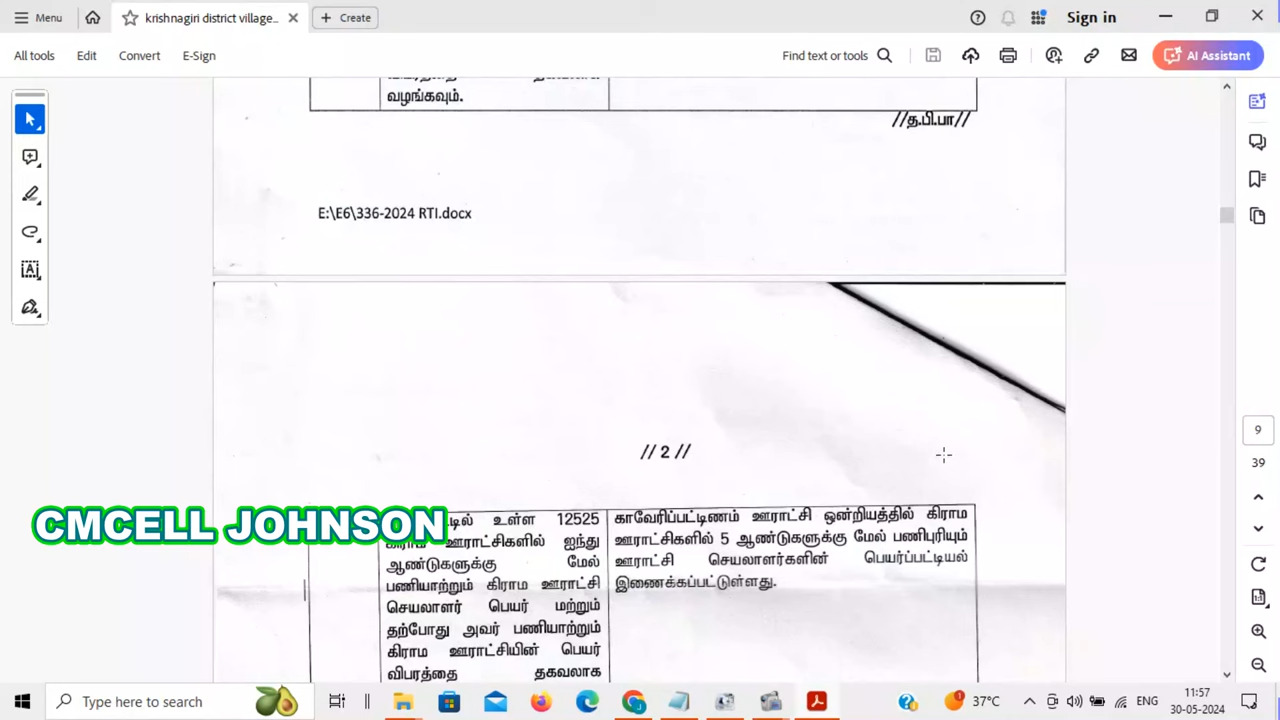 Menu
krishnagiri district village...
Create
Sign in
All tools Edit Convert E-Sign
Find text or tools
AI Assistant
வழங்கவும்.
//த.பி.பா//
E:\E6\336-2024 RTI.docx
// 2 //
உள்ள 12525
கிராம ஊராட்சிகளில் ஐந்து
ஆண்டுகளுக்கு மேல்
பணியாற்றும் கிராம ஊராட்சி
செயலாளர் பெயர் மற்றும்
தற்போது அவர் பணியாற்றும்
கிராம ஊராட்சியின் பெயர்
விபரத்தை தகவலாக
காவேரிப்பட்டிணம் ஊராட்சி ஒன்றியத்தில் கிராம
ஊராட்சிகளில் 5 ஆண்டுகளுக்கு மேல் பணிபுரியும்
ஊராட்சி செயலாளர்களின் பெயர்பட்டியல்
இணைக்கப்பட்டுள்ளது.
CMCELL JOHNSON
9
39
Type here to search
37°C
ENG
11:57
30-05-2024